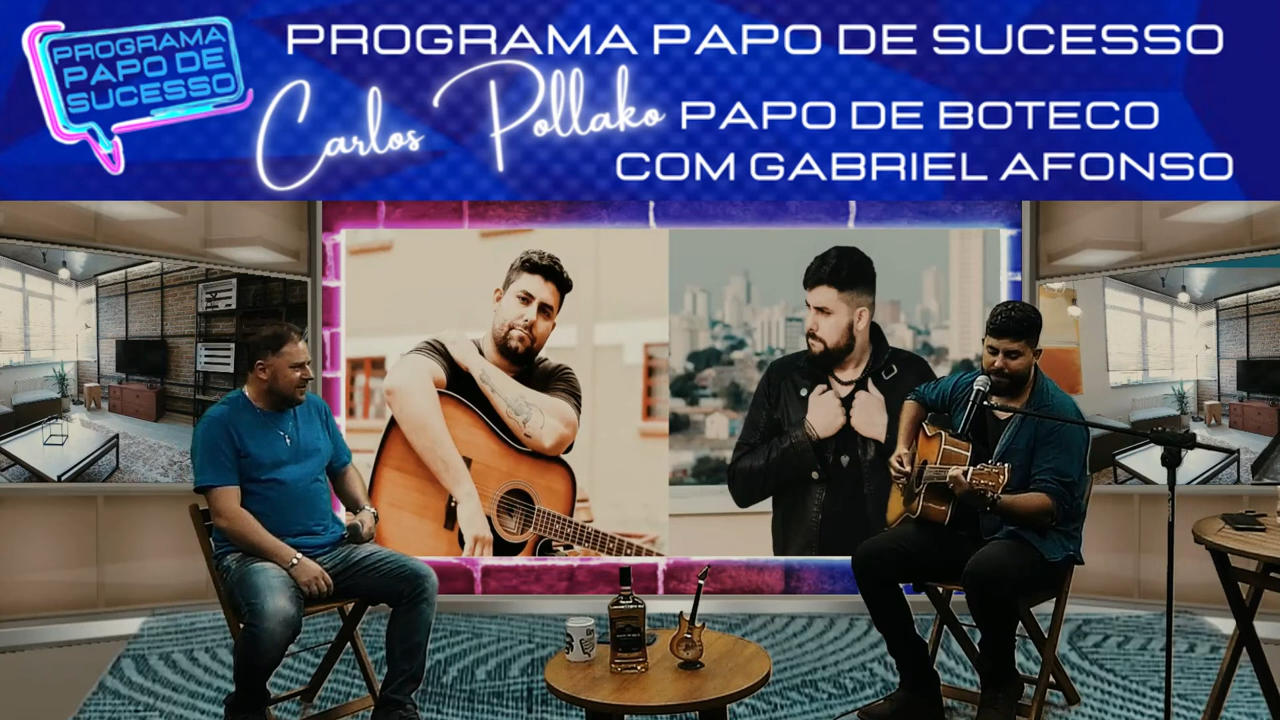 PROGRAMA
PAPO DE
SUCESSO
PROGRAMA PAPO DE SUCESSO
Carlos Pollako
PAPO DE BOTECO
COM GABRIEL AFONSO